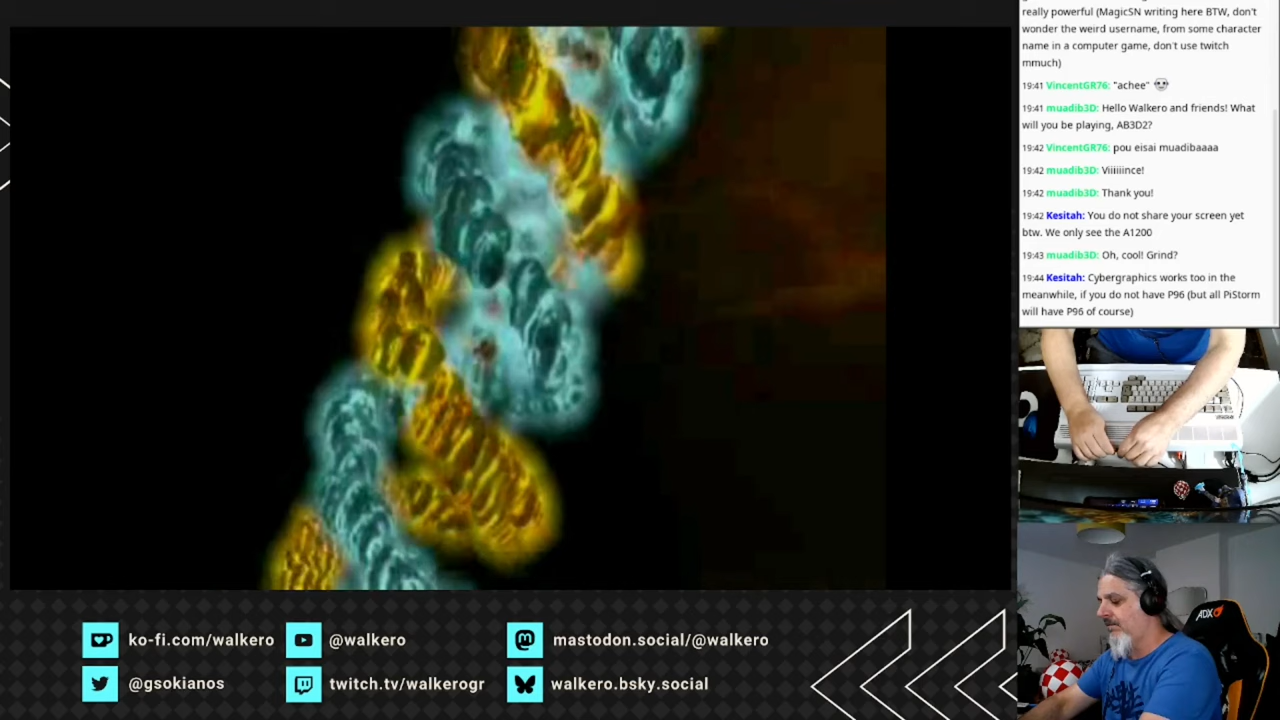 really powerful (MagicSN writing here BTW, don't
wonder the weird username, from some character
name in a computer game, don't use twitch
mmuch)
19:41 VincentGR76: "achee"
19:41 muadib3D: Hello Walkero and friends! What
will you be playing, AB3D2?
19:42 VincentGR76: pou eisai muadibaaaa
19:42 muadib3D: Viiiiiince!
19:42 muadib3D: Thank you!
19:42 Kesitah: You do not share your screen yet
btw. We only see the A1200
19:43 muadib3D: Oh, cool! Grind?
19:44 Kesitah: Cybergraphics works too in the
meanwhile, if you do not have P96 (but all PiStorm
will have P96 of course)
ADX
ko-fi.com/walkero
@walkero
mastodon.social/@walkero
@gsokianos
twitch.tv/walkerogr
walkero.bsky.social